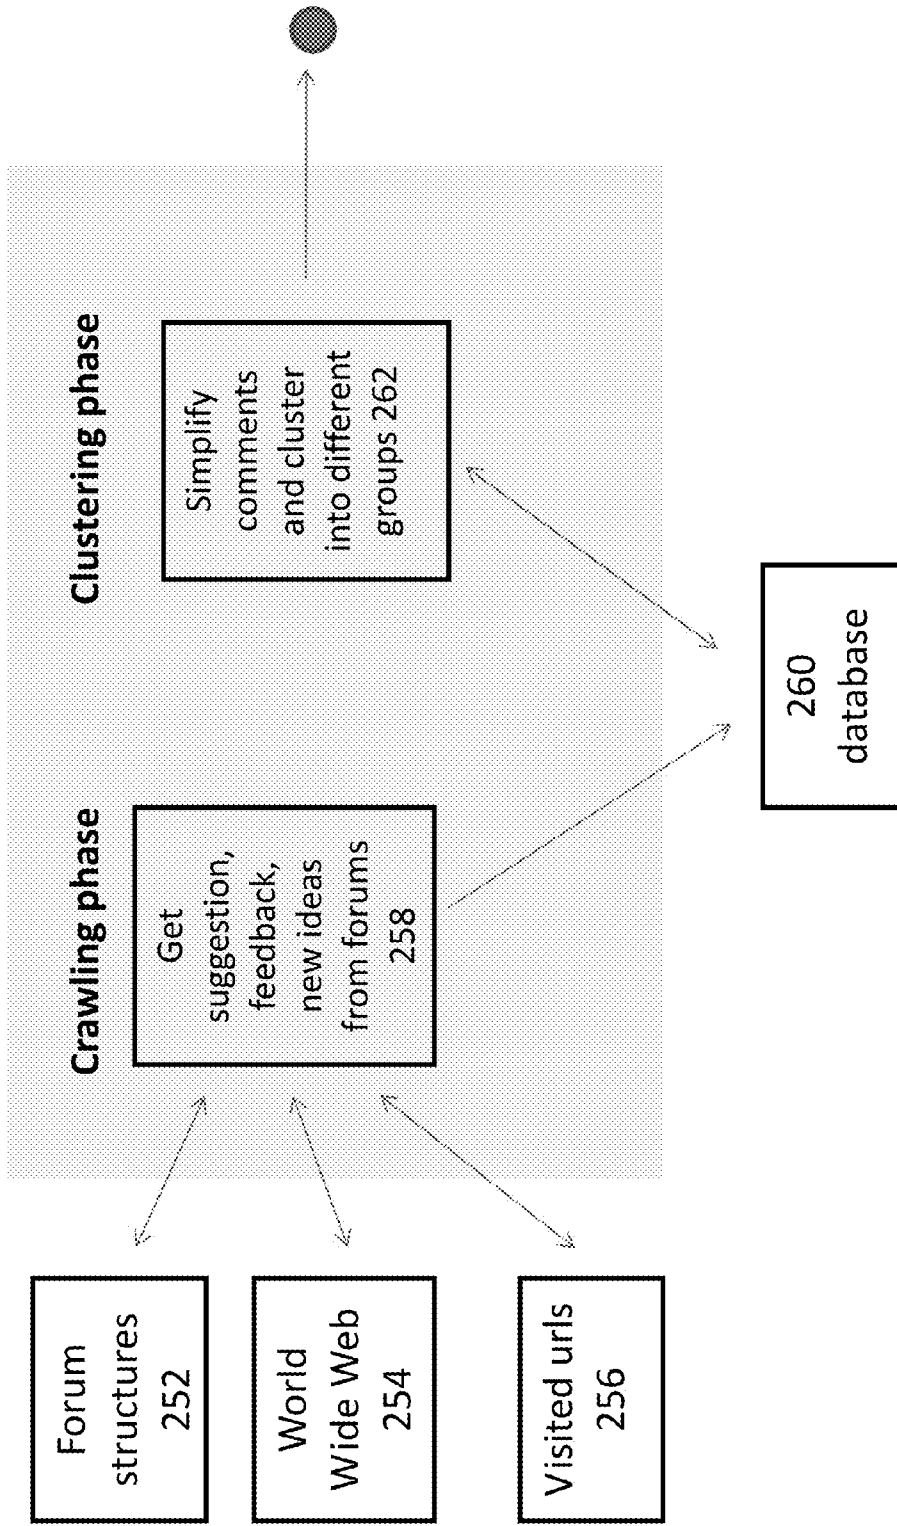 Forum
structures
252
World
Wide Web
254
Visited urls
256
Crawling phase
Get
suggestion,
feedback,
new ideas
from forums
258
Clustering phase
Simplify
comments
and cluster
into different
groups 262
260
database